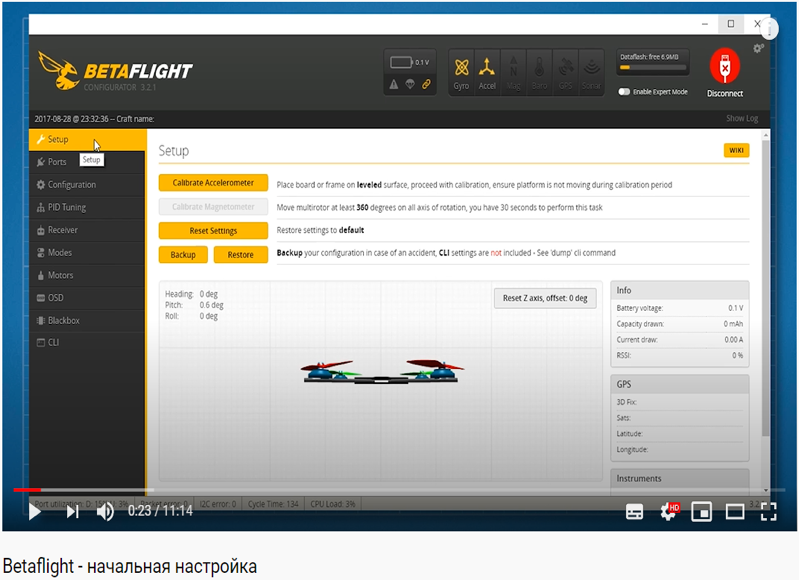 BETAFLIGHT
CONFIGURATOR 3.2.1
0.1 V
Gyro Accel Mag Baro GPS Sonar
Dataflash: free 6.9MB
Enable Expert Mode
Disconnect
2017-08-28 @ 23:32:36 -- Craft name:
Show Log
Setup
Ports
Setup
Configuration
PID Tuning
Receiver
Modes
Motors
OSD
Blackbox
CLI
Setup
WIKI
Calibrate Accelerometer
Place board or frame on leveled surface, proceed with calibration, ensure platform is not moving during calibration period
Calibrate Magnetometer
Move multirotor at least 360 degrees on all axis of rotation, you have 30 seconds to perform this task
Reset Settings
Restore settings to default
Backup Restore
Backup your configuration in case of an accident, CLI settings are not included - See 'dump' cli command
Heading: 0 deg
Pitch: 0.6 deg
Roll: 0 deg
Reset Z axis, offset: 0 deg
Info
Battery voltage: 0.1 V
Capacity drawn: 0 mAh
Current draw: 0.00 A
RSSI: 0 %
GPS
3D Fix:
Sats:
Latitude:
Longitude:
Instruments
Port utilization: D: 15% U: 3% Packet error: 0 I2C error: 0 Cycle Time: 134 CPU Load: 3%
0:23 / 11:14
HD
Betaflight - начальная настройка